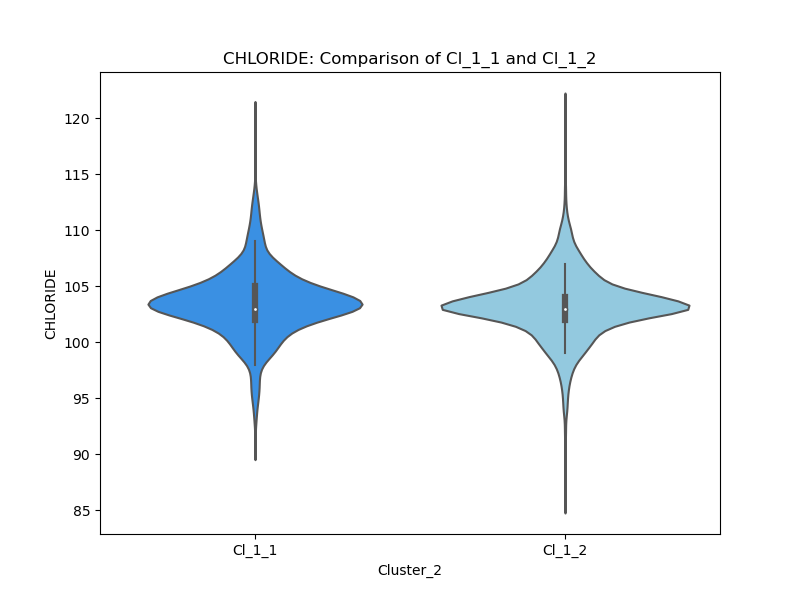 CHLORIDE: Comparison of Cl_1_1 and Cl_1_2
120
115
110
105
100
95
90
85
CHLORIDE
Cl_1_1
Cl_1_2
Cluster_2